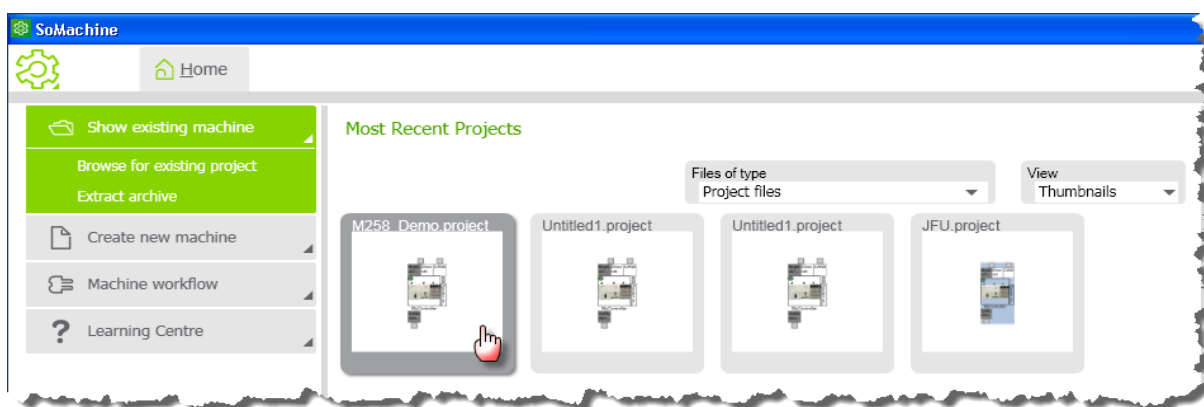 SoMachine
Home
Show existing machine
Browse for existing project
Extract archive
Create new machine
Machine workflow
? Learning Centre
Most Recent Projects
Files of type
Project files
View
Thumbnails
M258_Demo.project
Untitled1.project
Untitled1.project
JFU.project